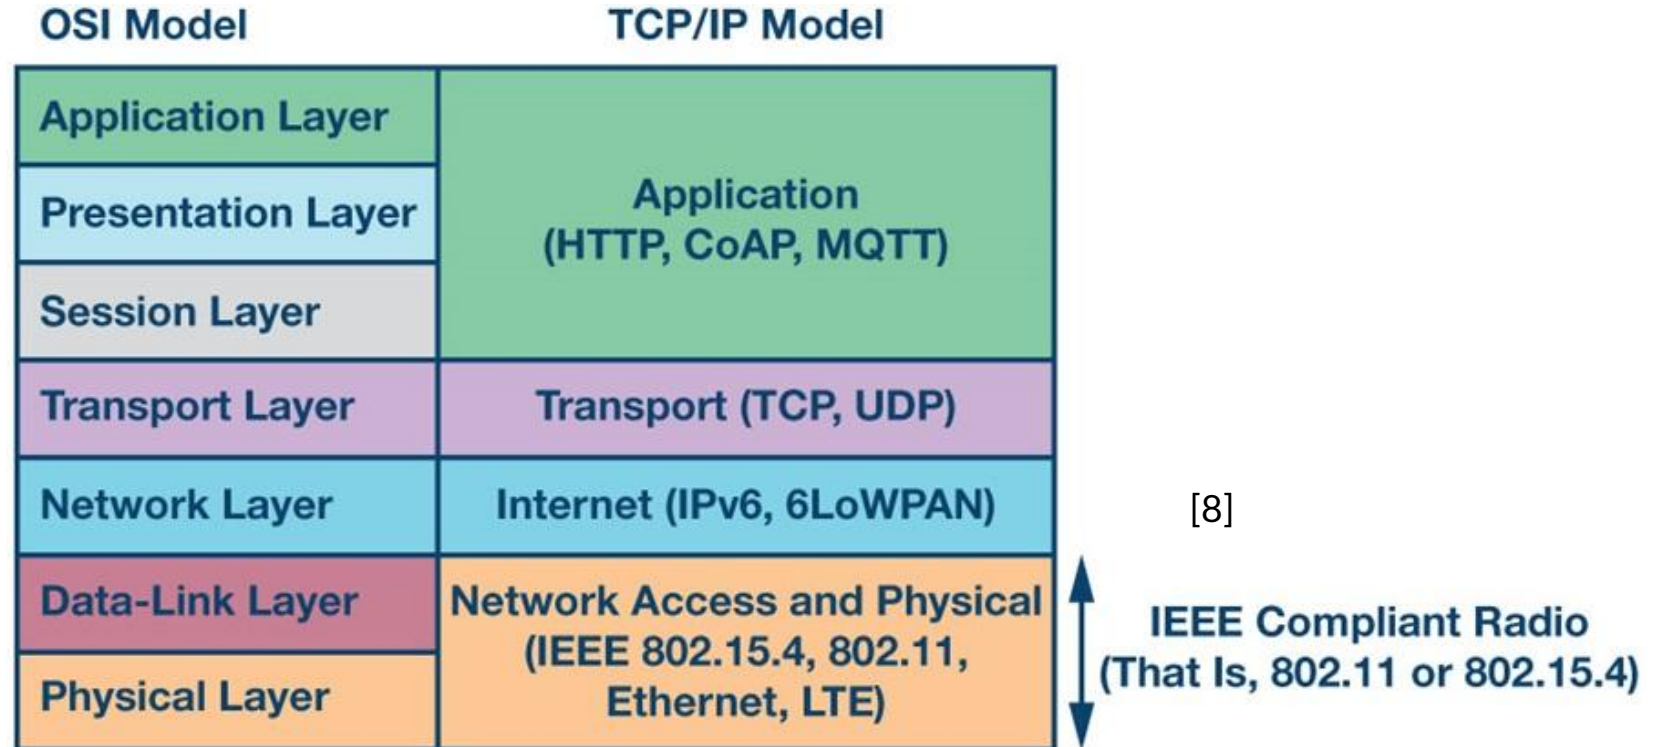 OSI Model
TCP/IP Model
Application Layer
Presentation Layer
Session Layer
Application
(HTTP, CoAP, MQTT)
Transport Layer
Transport (TCP, UDP)
Network Layer
Internet (IPv6, 6LoWPAN)
[8]
Data-Link Layer
Physical Layer
Network Access and Physical
(IEEE 802.15.4, 802.11,
Ethernet, LTE)
IEEE Compliant Radio
(That Is, 802.11 or 802.15.4)